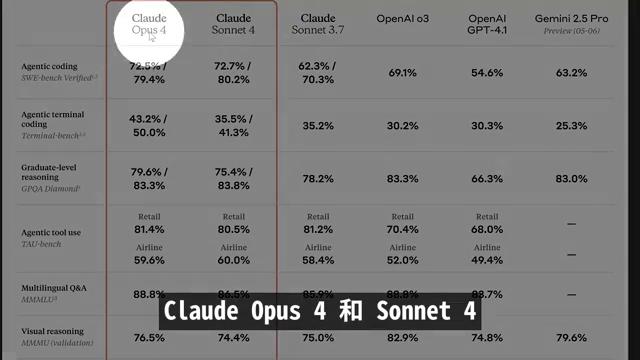 Claude Opus 4 Claude Sonnet 4 Claude Sonnet 3.7 OpenAI o3 OpenAI GPT-4.1 Gemini 2.5 Pro Preview (05-06)
Agentic coding SWE-bench Verified 72.5% / 79.4% 72.7% / 80.2% 62.3% / 70.3% 69.1% 54.6% 63.2%
Agentic terminal coding Terminal-bench 43.2% / 50.0% 35.5% / 41.3% 35.2% 30.2% 30.3% 25.3%
Graduate-level reasoning GPQA Diamond 79.6% / 83.3% 75.4% / 83.8% 78.2% 83.3% 66.3% 83.0%
Agentic tool use TAU-bench
Retail 81.4% Retail 80.5% Retail 81.2% Retail 70.4% Retail 68.0% —
Airline 59.6% Airline 60.0% Airline 58.4% Airline 52.0% Airline 49.4% —
Multilingual Q&A MMMLU 88.8% 86.5% 85.9% 88.8% 83.7% —
Claude Opus 4 和 Sonnet 4
Visual reasoning MMMU (validation) 76.5% 74.4% 75.0% 82.9% 74.8% 79.6%